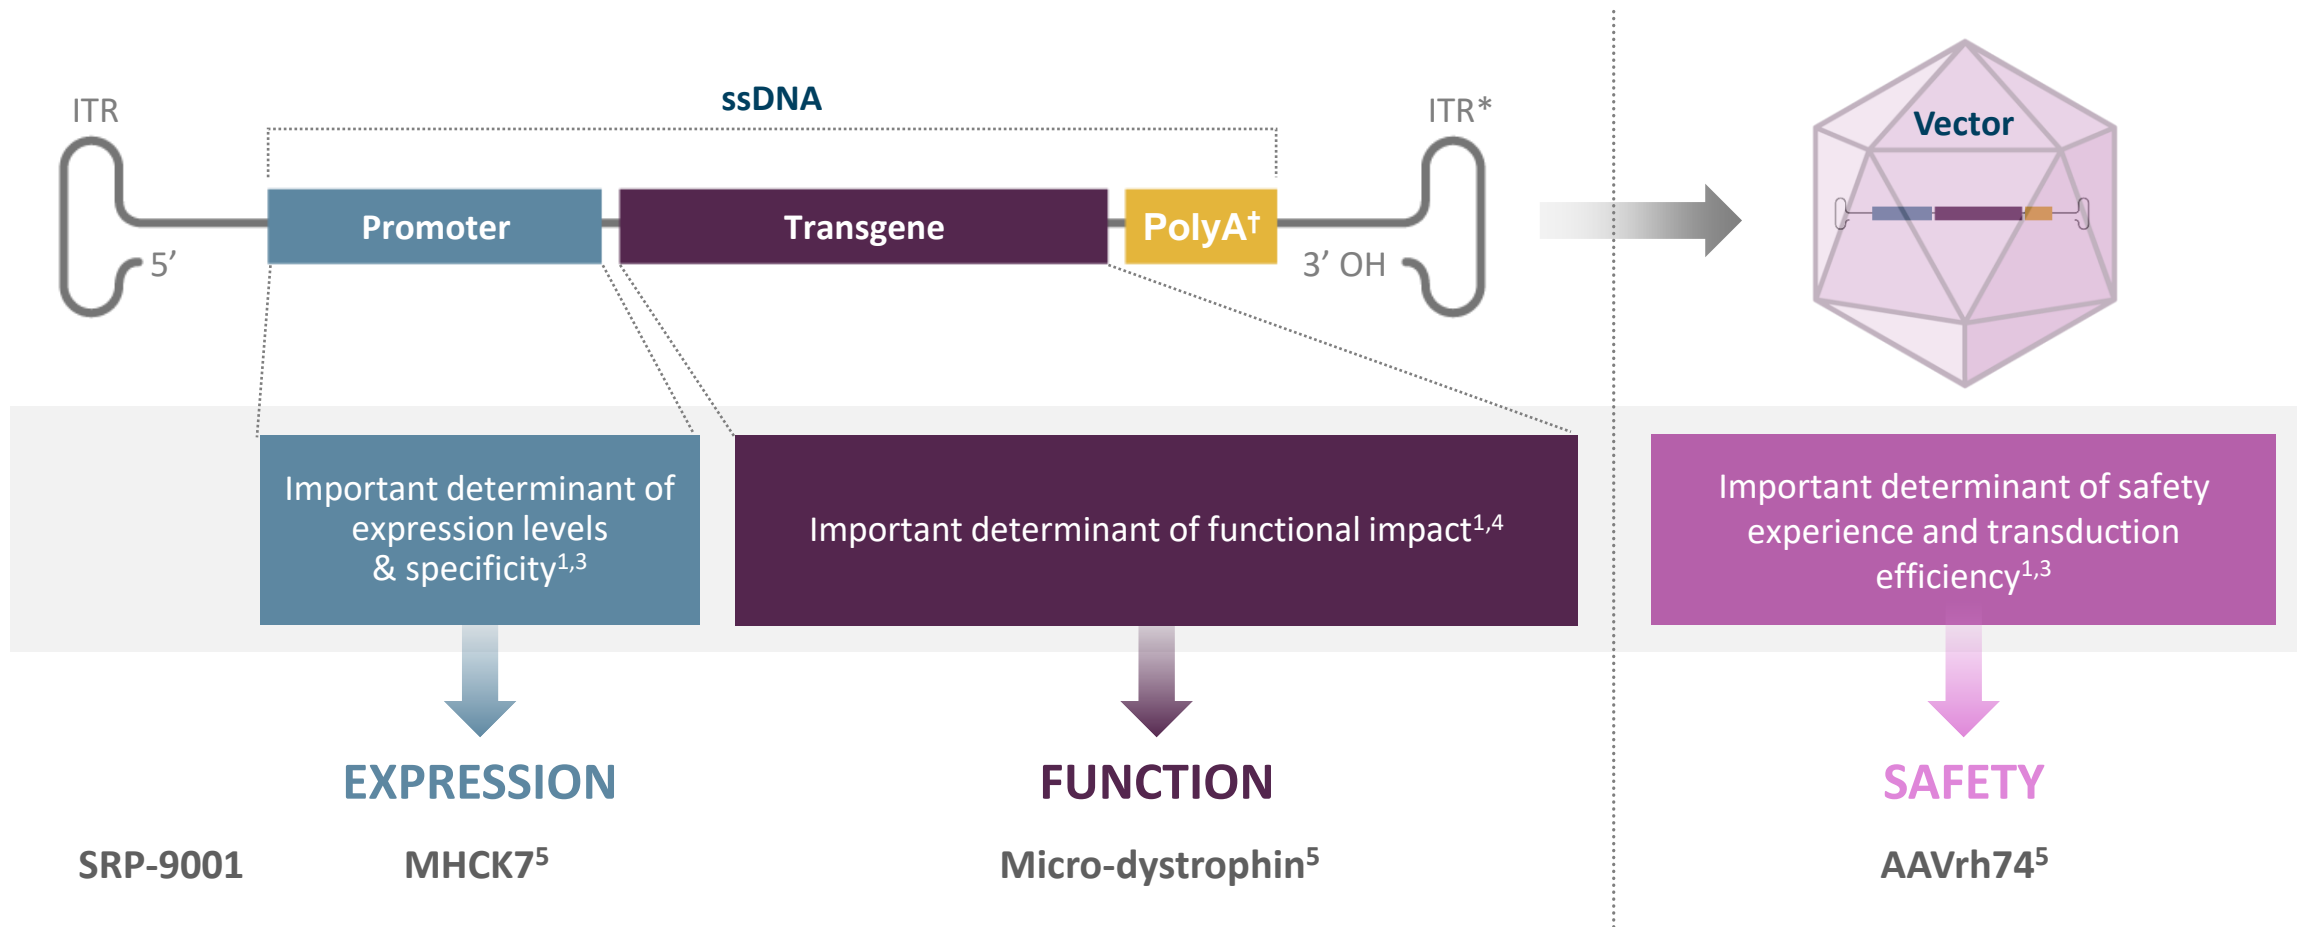 ssDNA
ITR
ITR*
Vector
Promoter
Transgene
PolyA†
5’
3’ OH
Important determinant of
expression levels
& specificity1,3
Important determinant of functional impact1,4
Important determinant of safety
experience and transduction
efficiency1,3
EXPRESSION
FUNCTION
SAFETY
SRP-9001
MHCK7⁵
Micro-dystrophin⁵
AAVrh74⁵